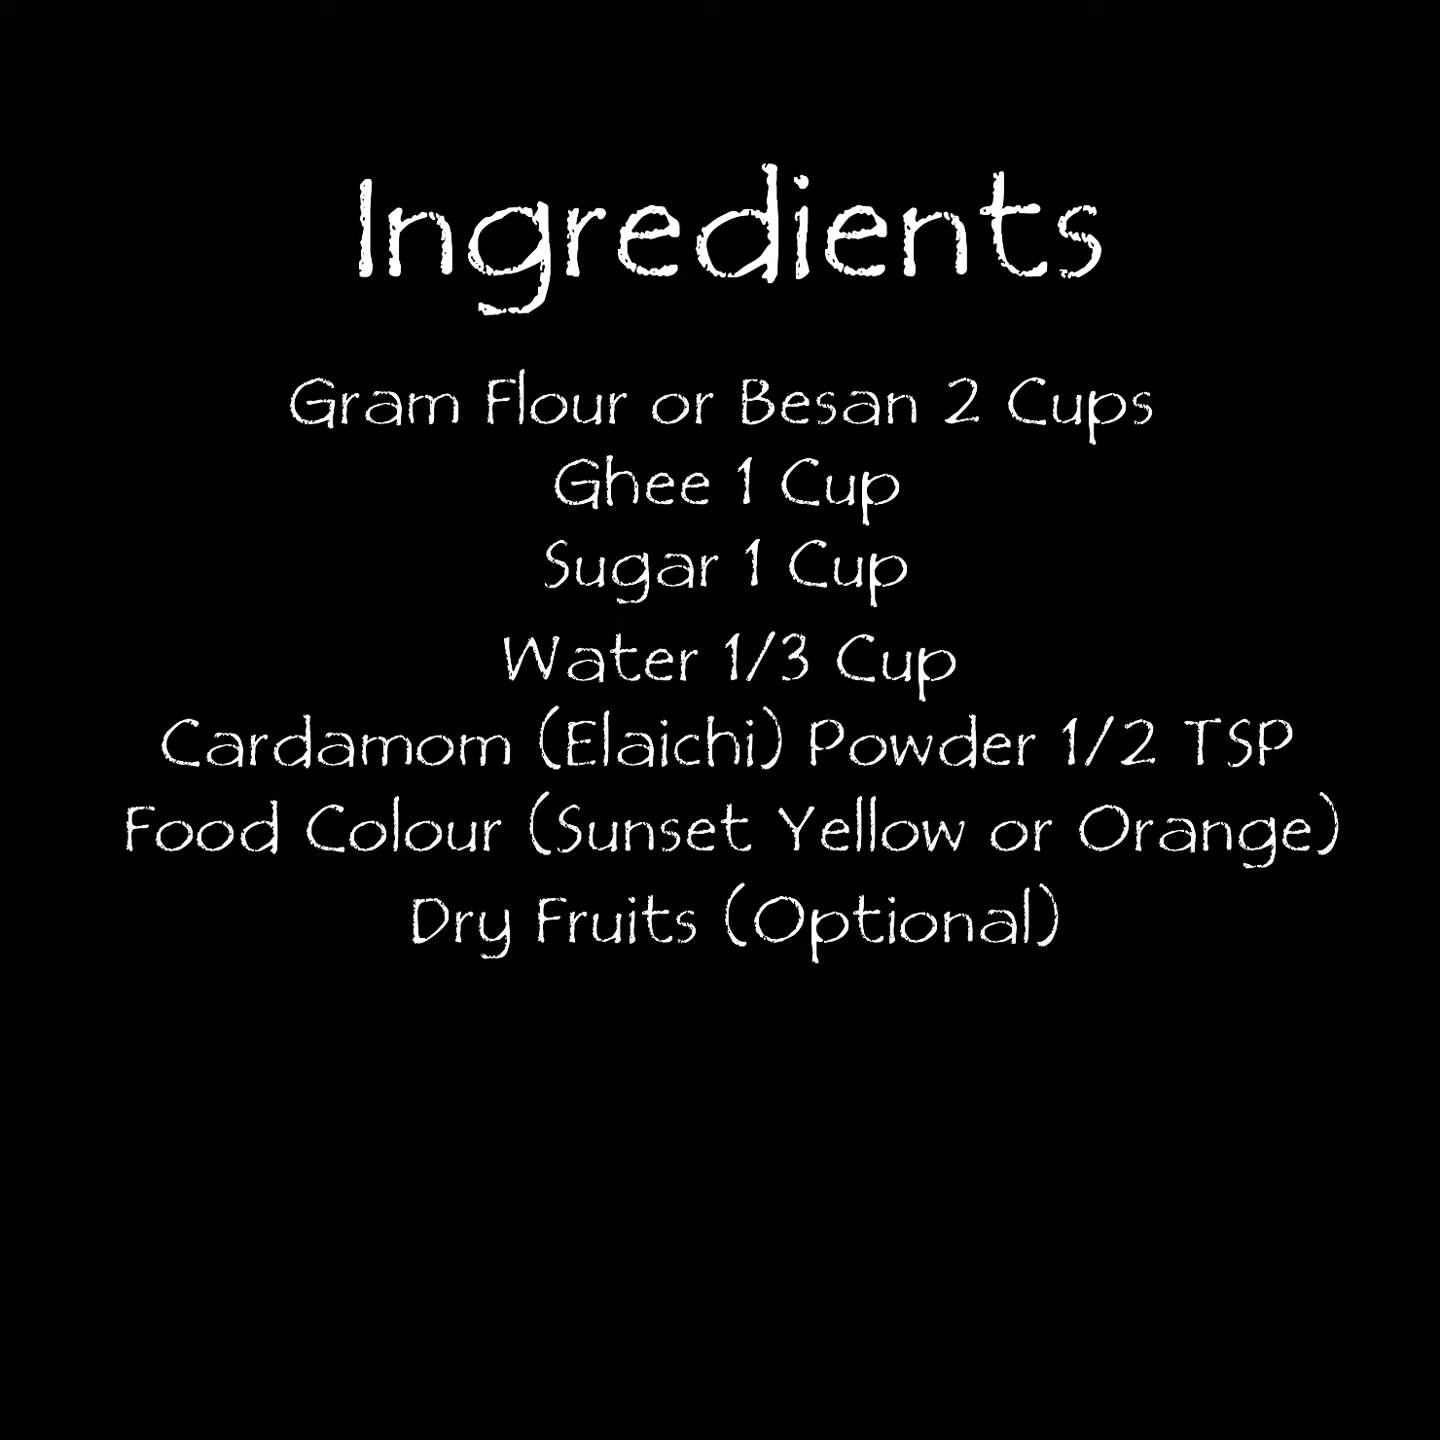 Ingredients
Gram Flour or Besan 2 Cups
Ghee 1 Cup
Sugar 1 Cup
Water 1/3 Cup
Cardamom (Elaichi) Powder 1/2 TSP
Food Colour (Sunset Yellow or Orange)
Dry Fruits (Optional)